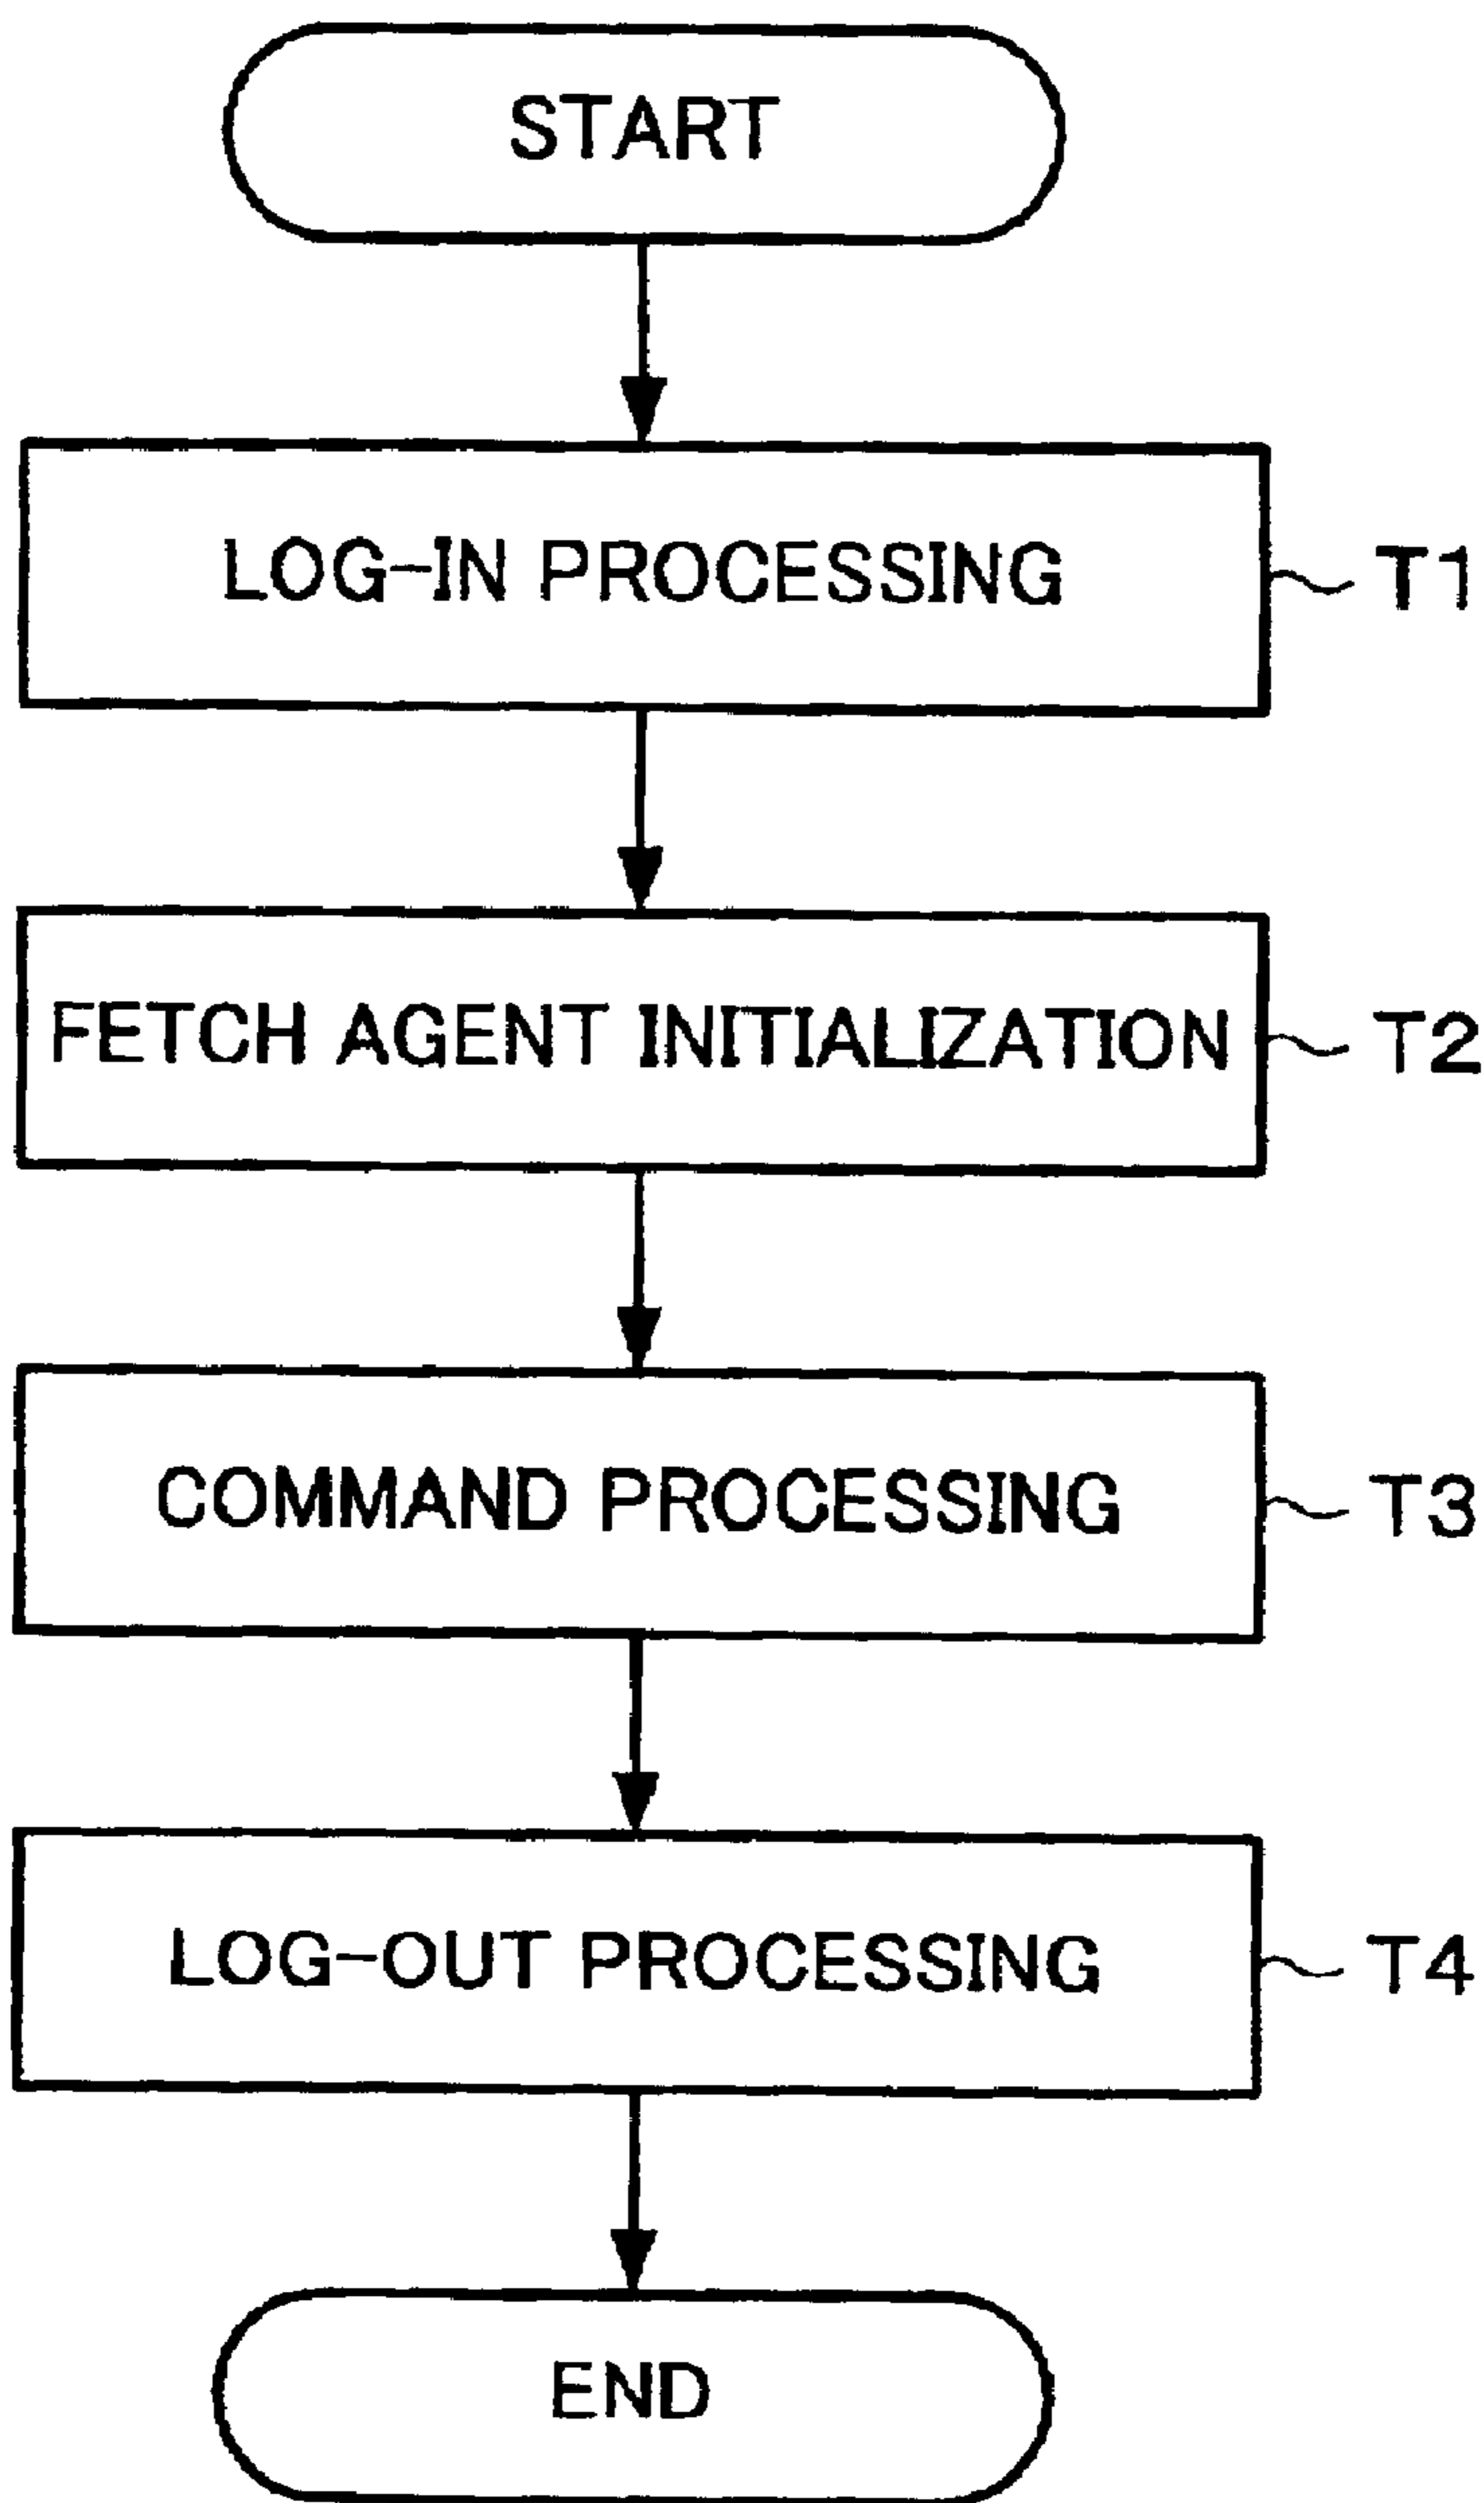 START
LOG-IN PROCESSING
T1
FETCH AGENT INITIALIZATION
T2
COMMAND PROCESSING
T3
LOG-OUT PROCESSING
T4
END